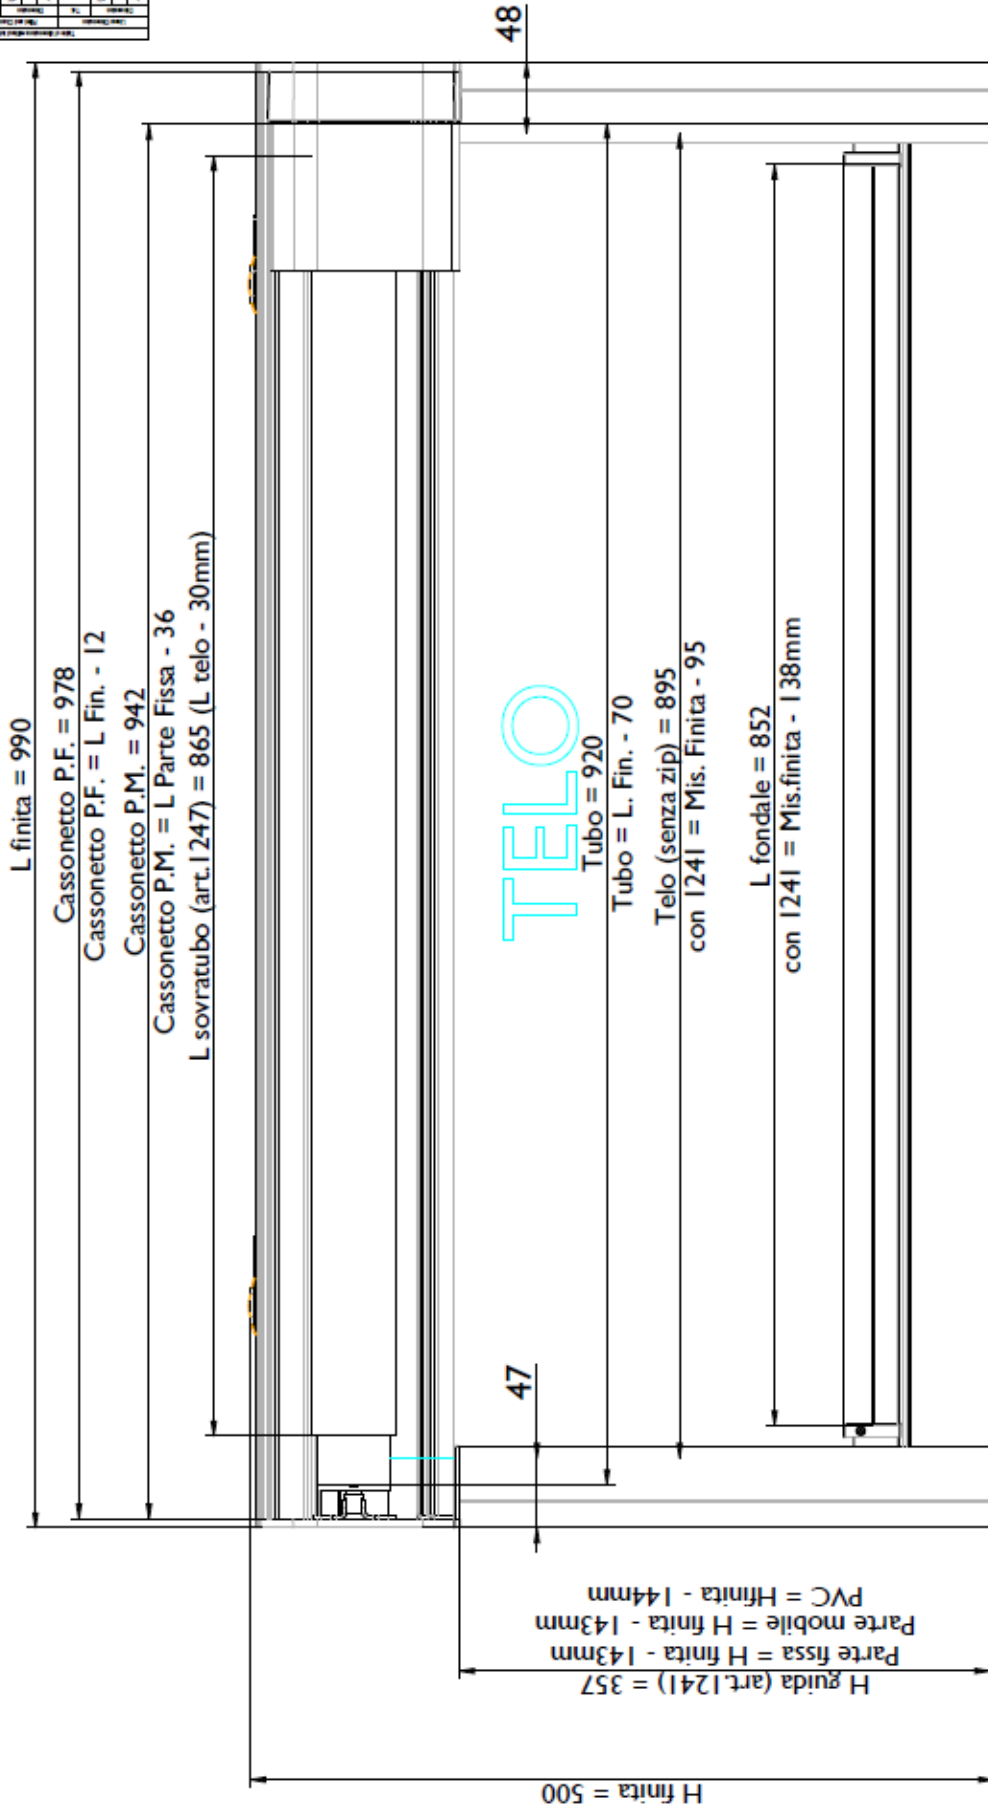 48
L finita = 990
Cassonetto P.F. = 978
Cassonetto P.F. = L Fin. - 12
Cassonetto P.M. = 942
Cassonetto P.M. = L Parte Fissa - 36
L sovratubo (art.1247) = 865 (L telo - 30mm)
TELO
Tubo = 920
Tubo = L. Fin. - 70
Telo (senza zip) = 895
con 1241 = Mis. Finita - 95
L fondale = 852
con 1241 = Mis.finita - 138mm
47
H guida (art.1241) = 357
Parte fissa = H finita - 143mm
Parte mobile = H finita - 143mm
PVC = Hfinita - 144mm
H finita = 500